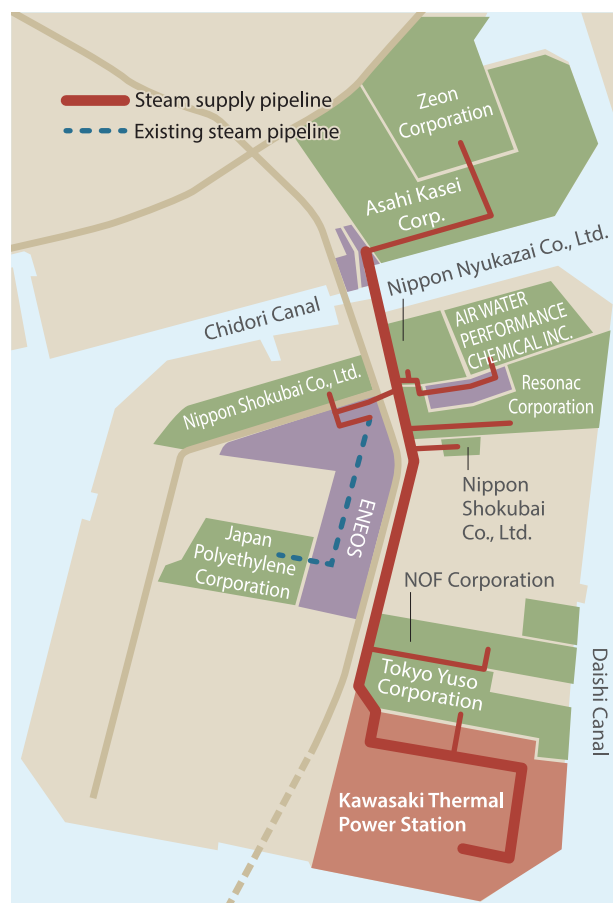 Steam supply pipeline
Existing steam pipeline
Zeon
Corporation
Asahi Kasei
Corp.
Nippon Nyukazai Co., Ltd.
Chidori Canal
AIR WATER
PERFORMANCE
CHEMICAL INC.
Nippon Shokubai Co., Ltd.
Resonac
Corporation
Nippon
Shokubai
Co., Ltd.
ENEOS
Japan
Polyethylene
Corporation
NOF Corporation
Tokyo Yuso
Corporation
Daishi Canal
Kawasaki Thermal
Power Station